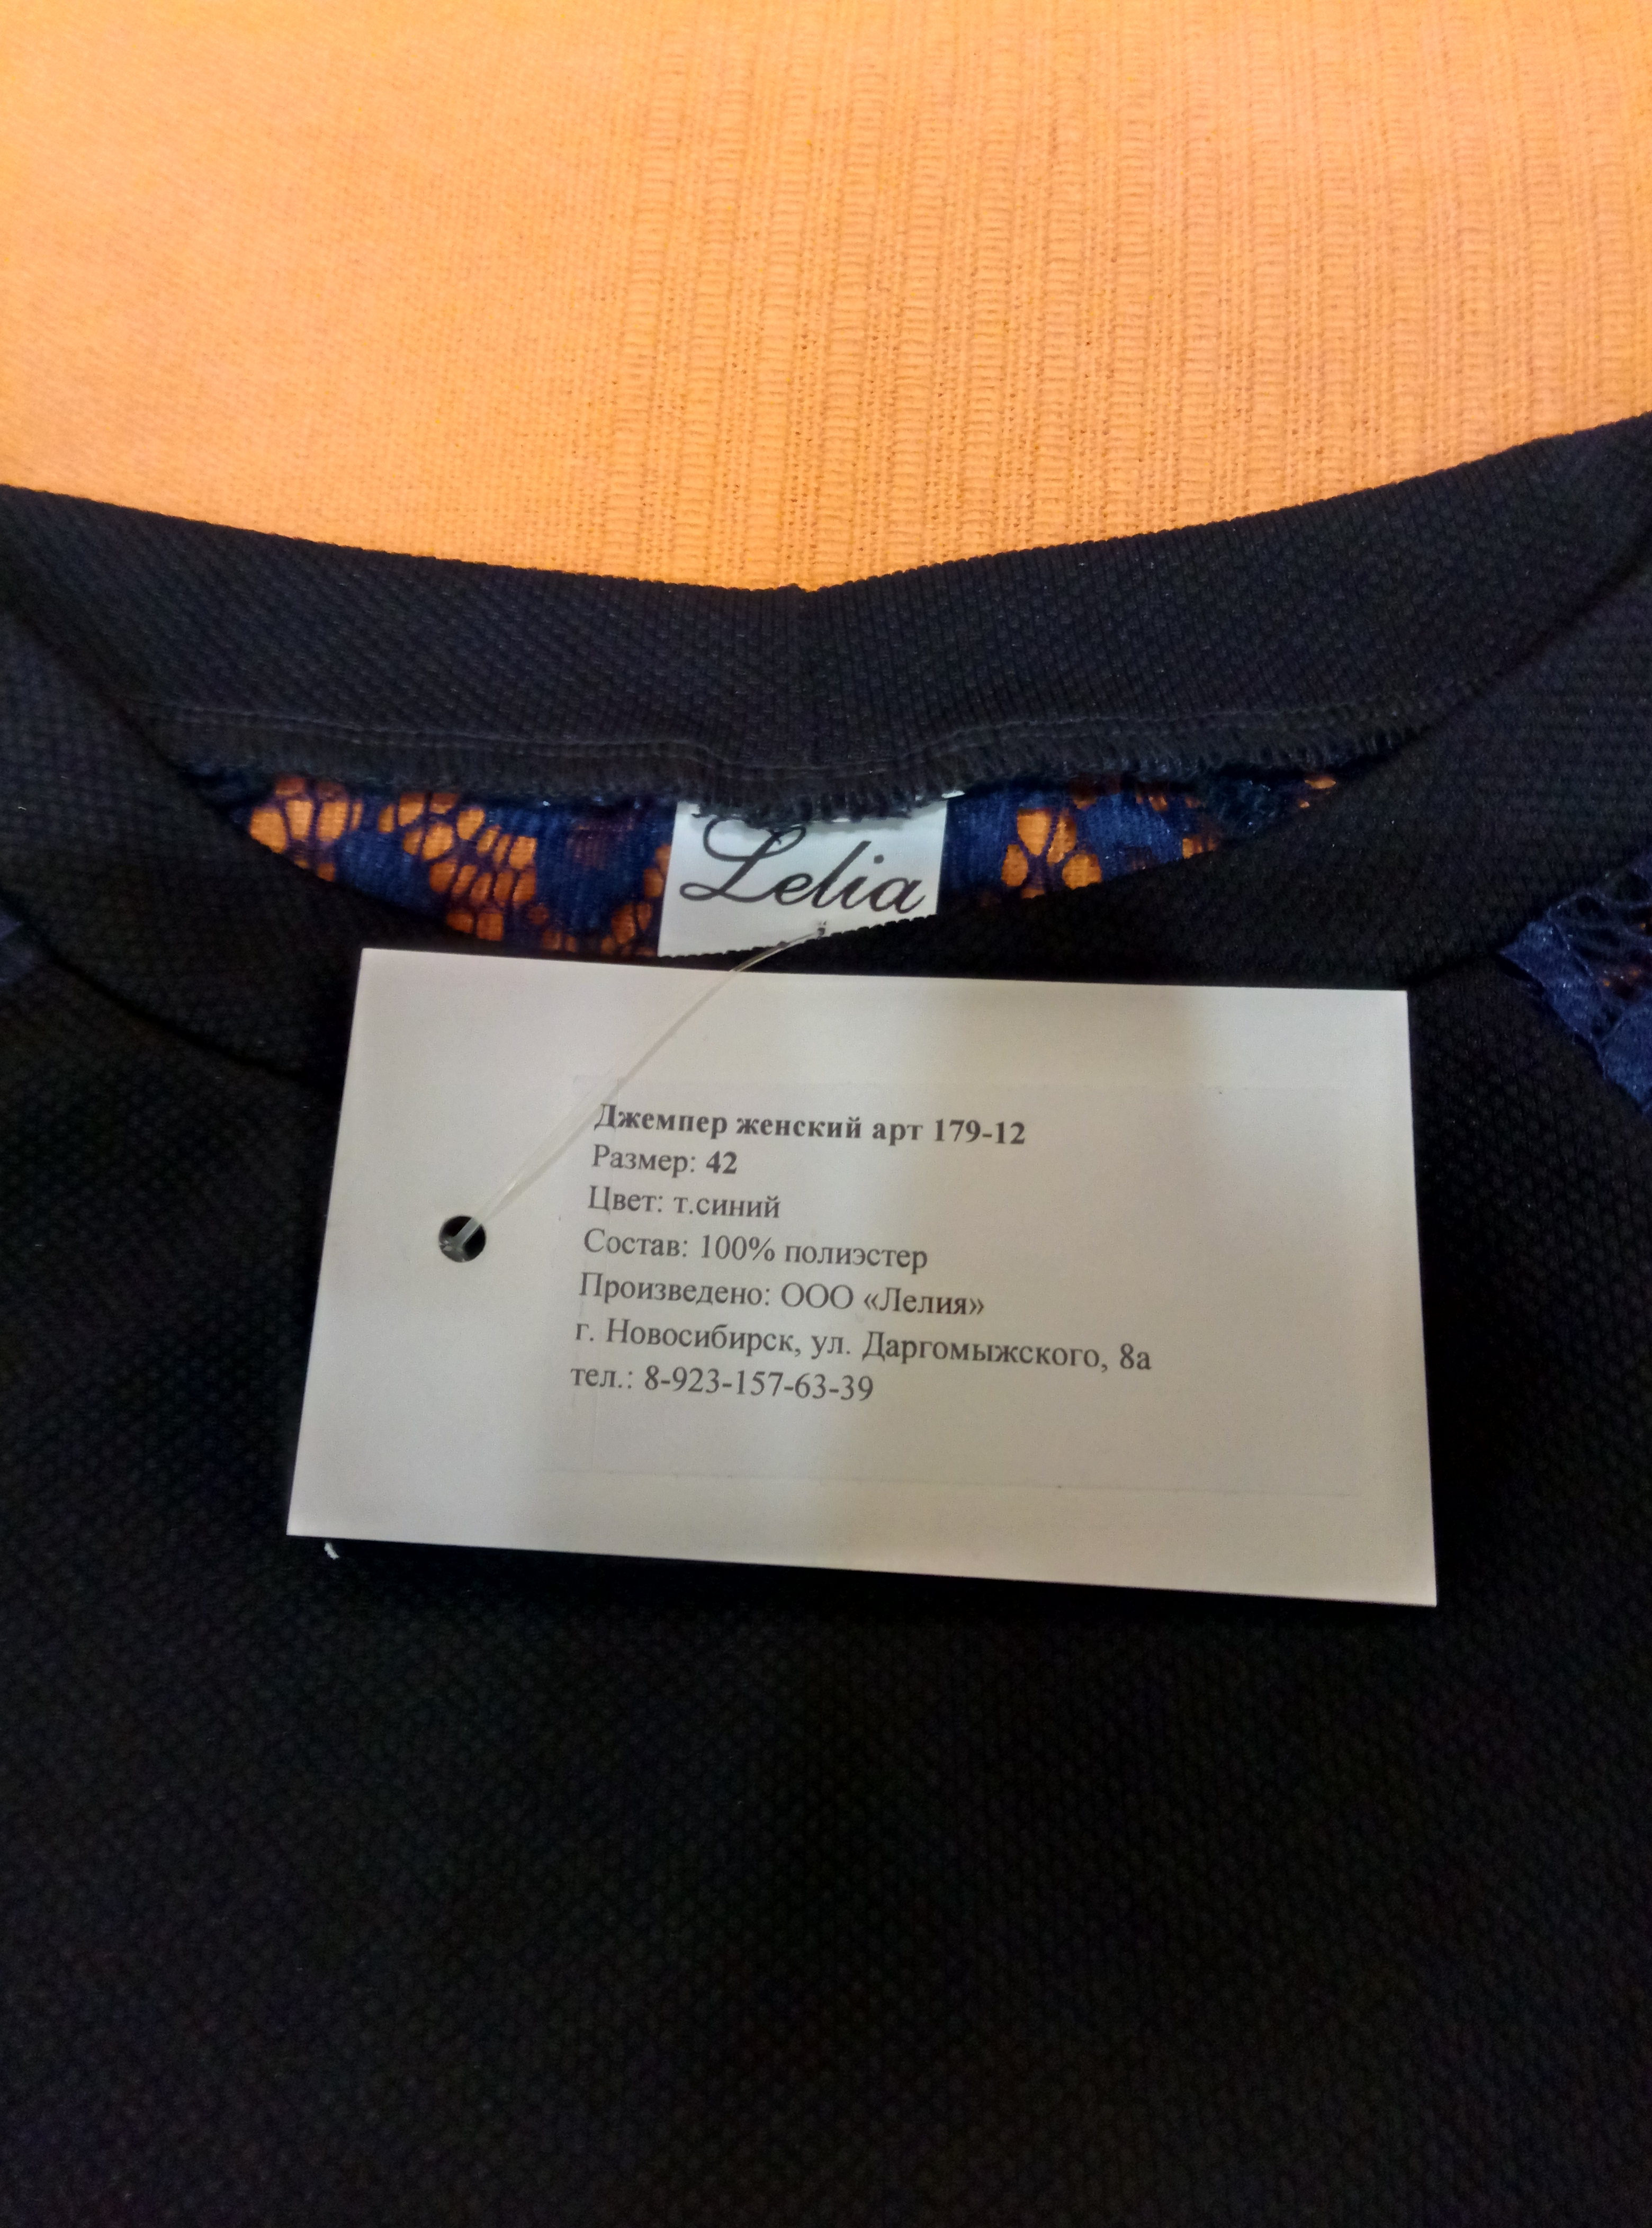 Lelia
Джемпер женский арт 179-12
Размер: 42
Цвет: т.синий
Состав: 100% полиэстер
Произведено: ООО «Лелия»
г. Новосибирск, ул. Даргомыжского, 8а
тел.: 8-923-157-63-39